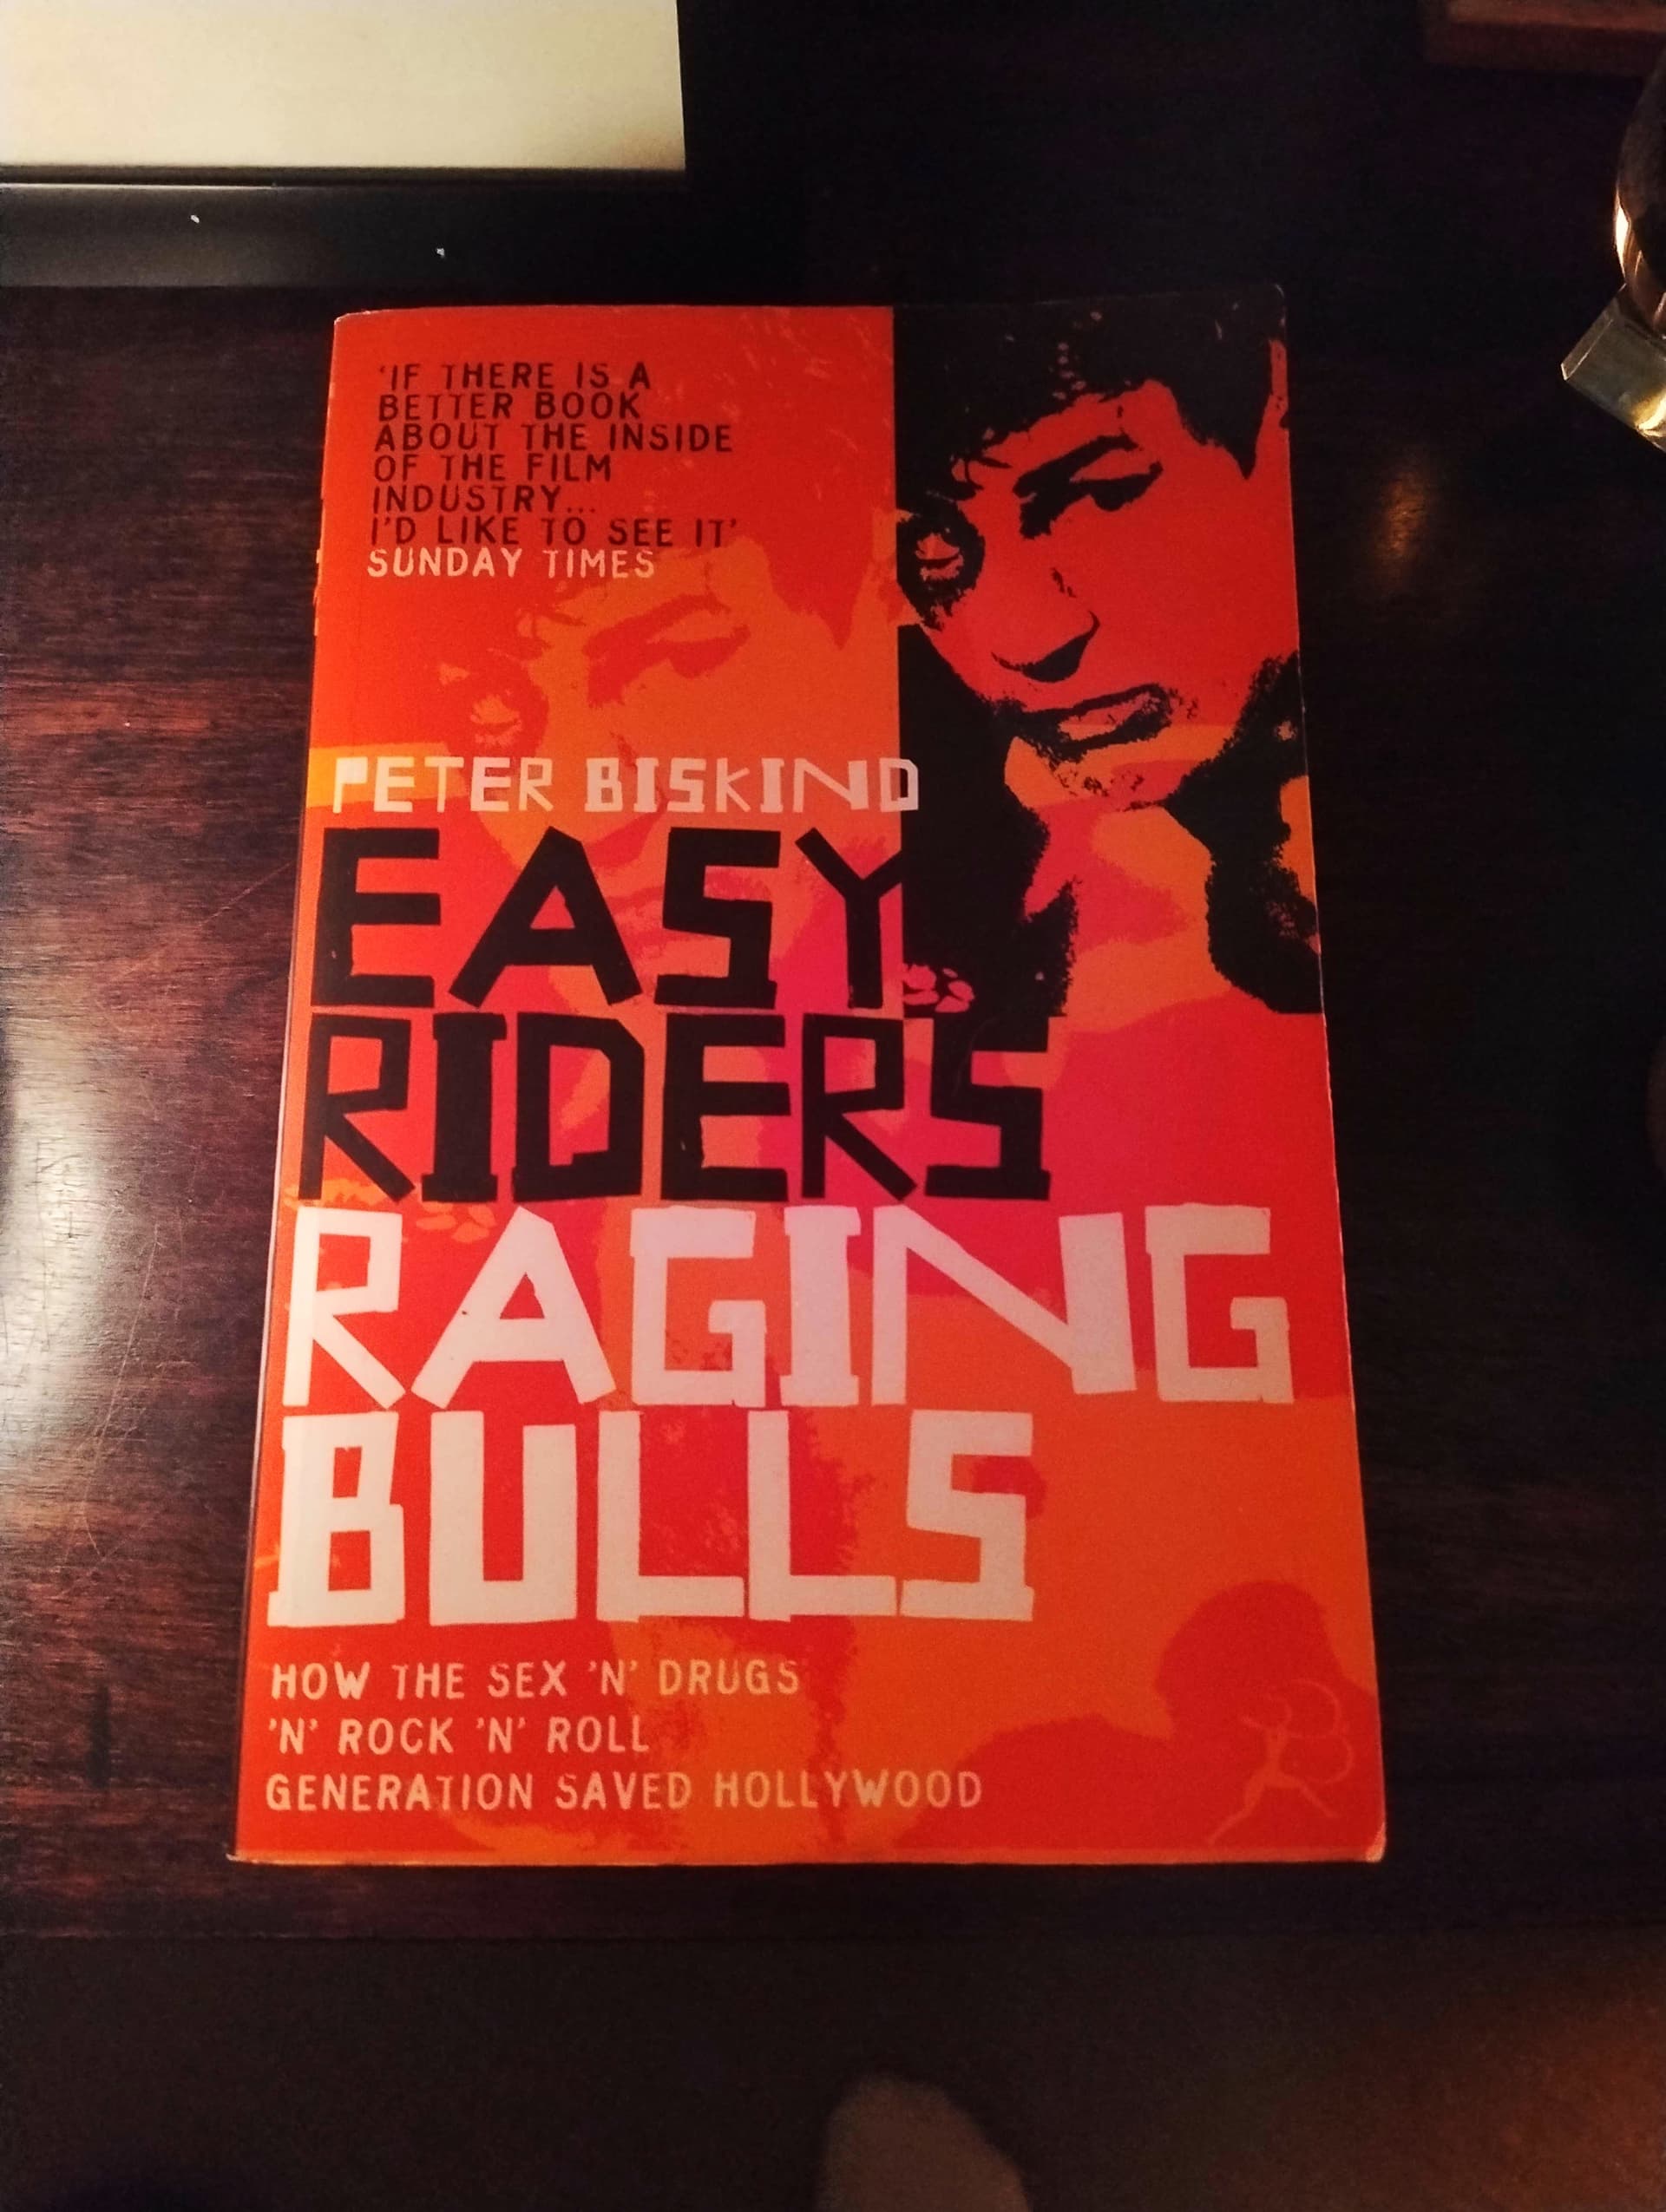 'IF THERE IS A
BETTER BOOK
ABOUT THE INSIDE
OF THE FILM
INDUSTRY...
I'D LIKE TO SEE IT'
SUNDAY TIMES
PETER BISKIND
EASY
RIDERS
RAGING
BULLS
HOW THE SEX 'N' DRUGS
'N' ROCK 'N' ROLL
GENERATION SAVED HOLLYWOOD